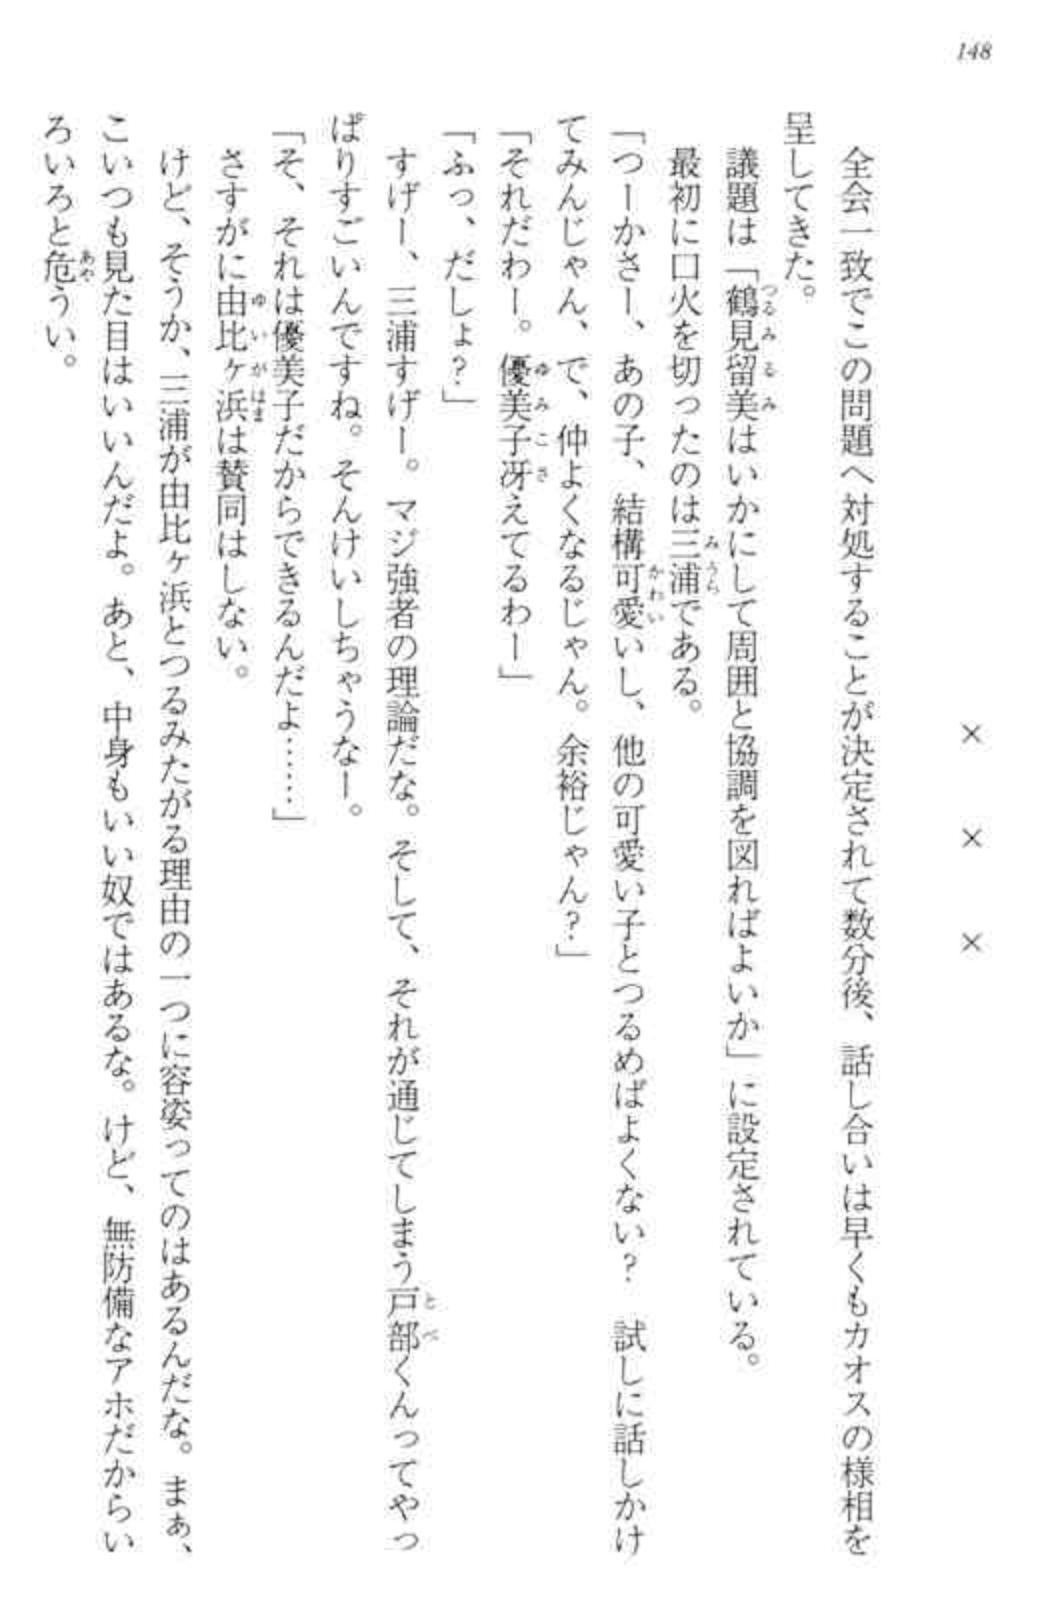 148
× × ×
全会一致でこの問題へ対処することが決定されて数分後、話し合いは早くもカオスの様相を
呈してきた。
議題は「鶴見留美はいかにして周囲と協調を図ればよいか」に設定されている。
最初に口火を切ったのは三浦である。
「つーかさー、あの子、結構可愛いし、他の可愛い子とつるめばよくない？　試しに話しかけ
てみんじゃん、で、仲よくなるじゃん。余裕じゃん？」
「それだわー。優美子冴えてるわー」
「ふっ、だしょ？」
すげー、三浦すげー。マジ強者の理論だな。そして、それが通じてしまう戸部くんってやっ
ぱりすごいんですね。そんけいしちゃうなー。
「そ、それは優美子だからできるんだよ……」
さすがに由比ヶ浜は賛同はしない。
けど、そうか、三浦が由比ヶ浜とつるみたがる理由の一つに容姿ってのはあるんだな。まぁ、
こいつも見た目はいいんだよ。あと、中身もいい奴ではあるな。けど、無防備なアホだからい
ろいろと危うい。